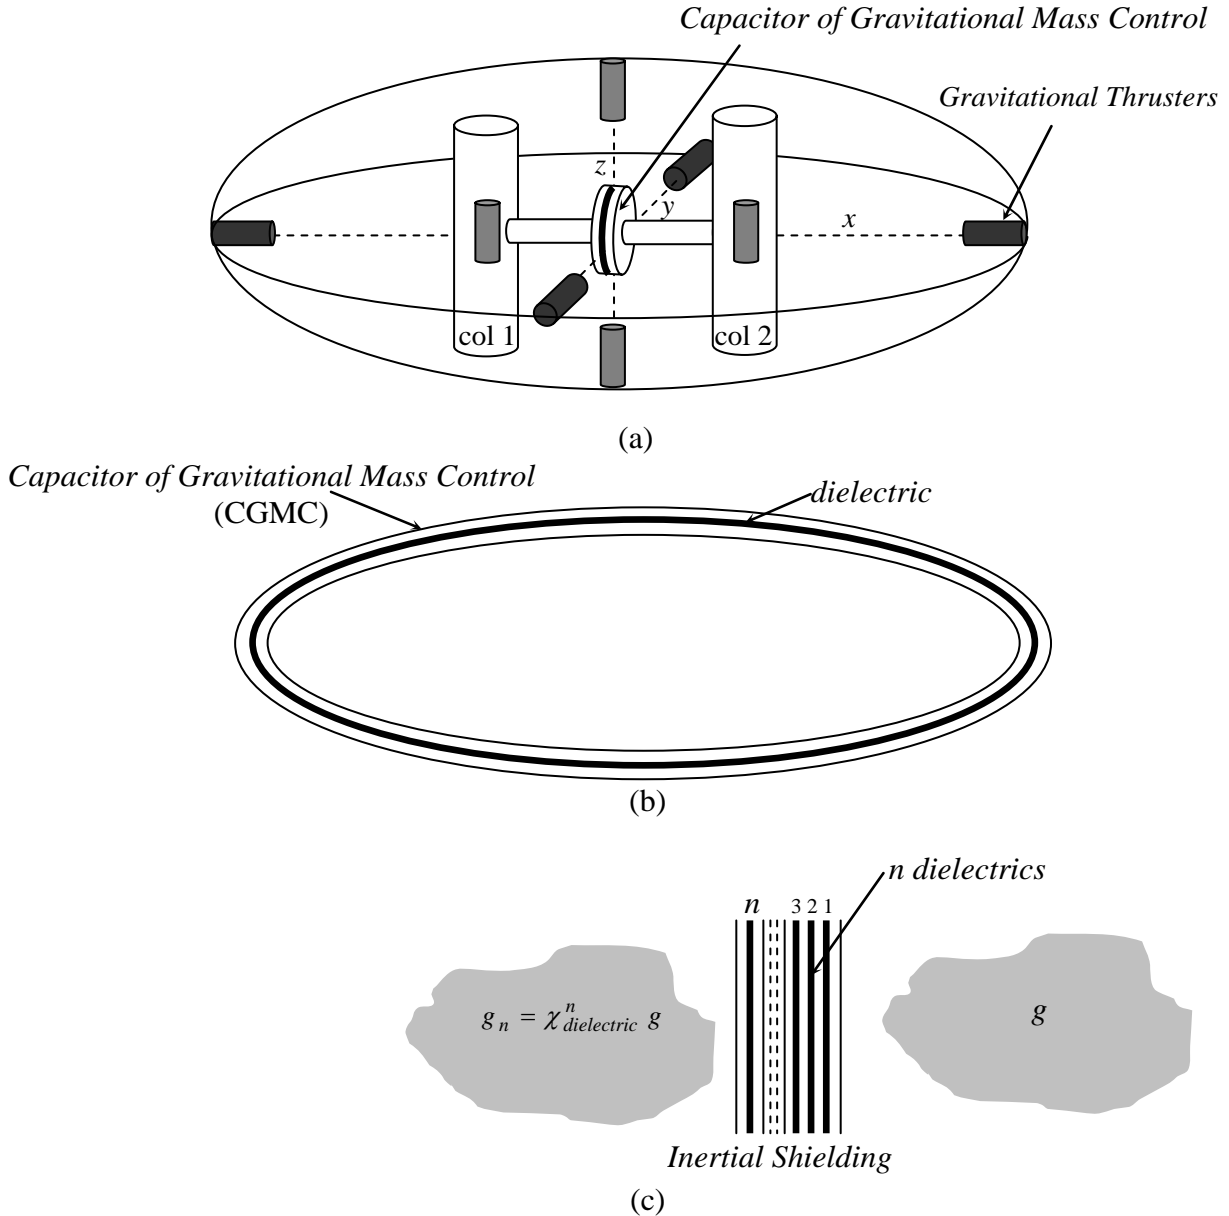 Capacitor of Gravitational Mass Control
Gravitational Thrusters
z
y
x
col 1
col 2
(a)
Capacitor of Gravitational Mass Control
(CGMC)
dielectric
(b)
n dielectrics
n 3 2 1
g_n = χ^n_dielectric g
g
Inertial Shielding
(c)